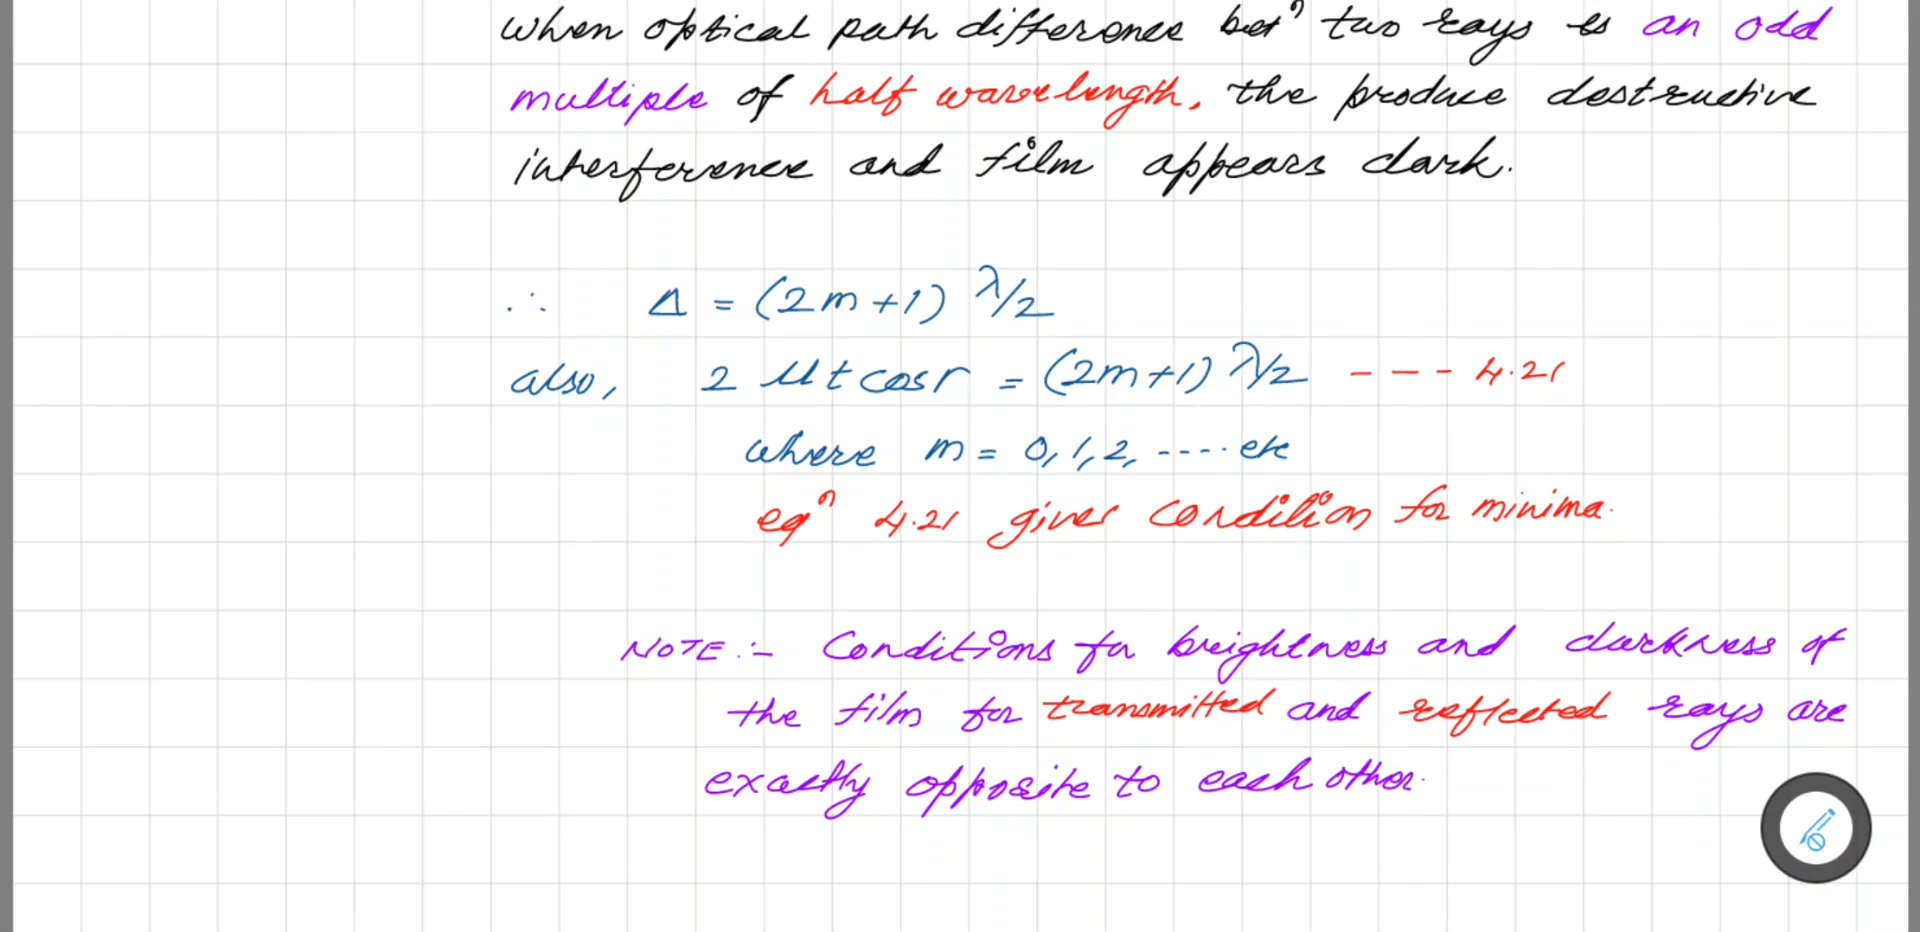 When optical path difference betⁿ two rays is an odd
multiple of half wavelength, the produce destructive
interference and film appears dark.
∴ Δ = (2m+1) λ/2
also, 2 μt cos r = (2m+1) λ/2 --- 4.21
where m = 0, 1, 2, ---- etc
eqⁿ 4.21 gives condition for minima.
NOTE :- Conditions for brightness and darkness of
the film for transmitted and reflected rays are
exactly opposite to each other.